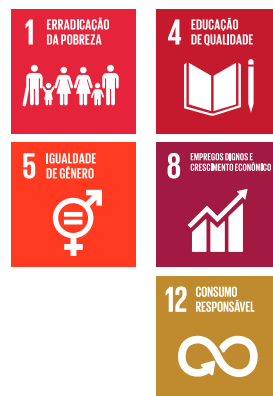 1 ERRADICAÇÃO
DA POBREZA
4 EDUCAÇÃO
DE QUALIDADE
5 IGUALDADE
DE GÊNERO
8 EMPREGOS DIGNOS E
CRESCIMENTO ECONÔMICO
12 CONSUMO
RESPONSÁVEL